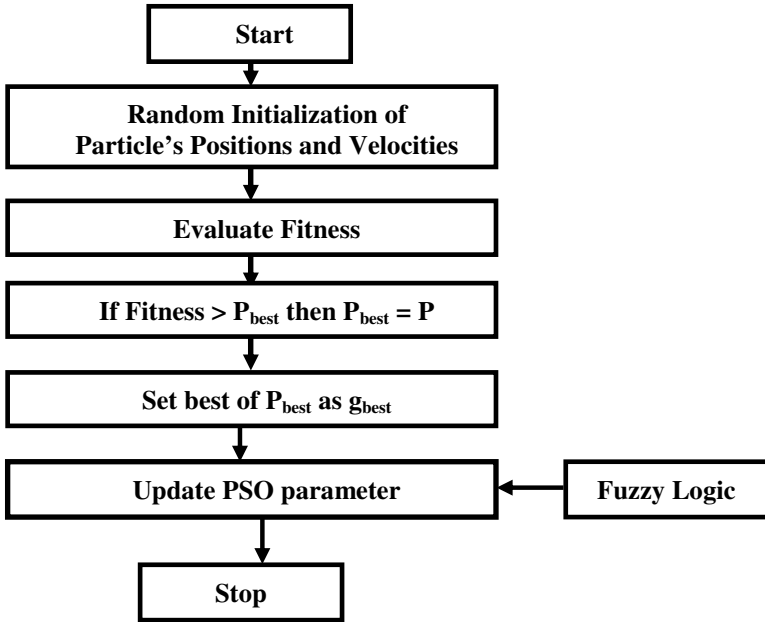 Start
Random Initialization of
Particle’s Positions and Velocities
Evaluate Fitness
If Fitness > Pbest then Pbest = P
Set best of Pbest as gbest
Update PSO parameter
Fuzzy Logic
Stop